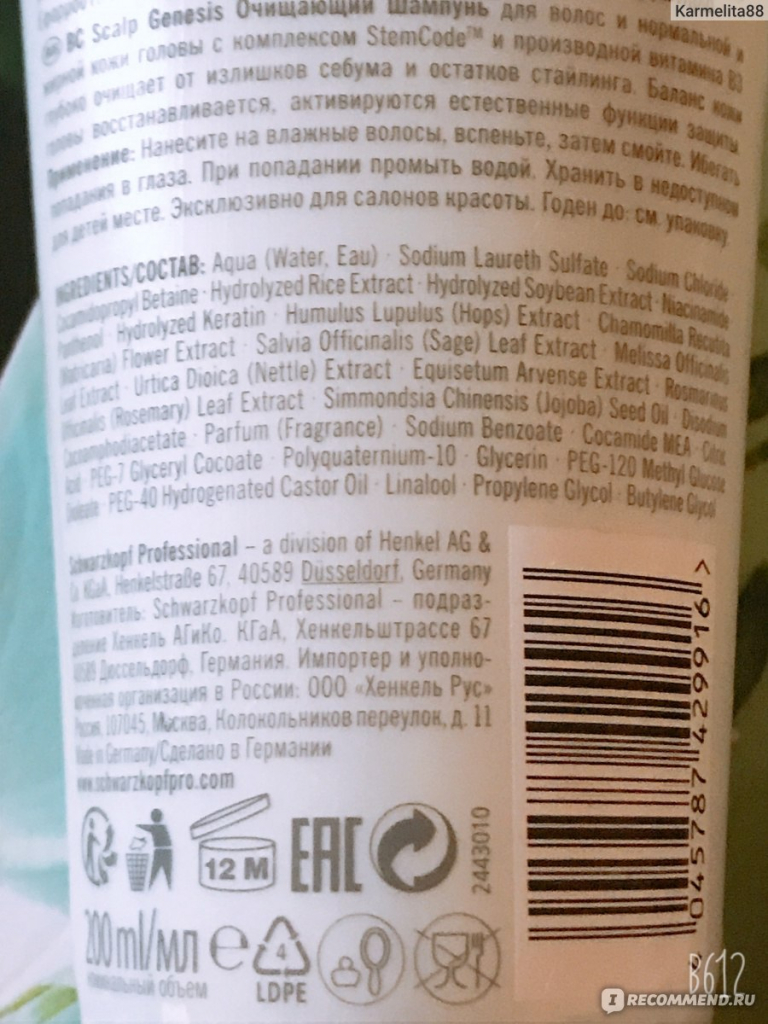 Karmelita88
BC Scalp Genesis Очищающий Шампунь для волос и нормальной и
жирной кожи головы с комплексом StemCode™ и производной витамина B3
глубоко очищает от излишков себума и остатков стайлинга. Баланс кожи
головы восстанавливается, активируются естественные функции защиты
Применение: Нанесите на влажные волосы, вспеньте, затем смойте. Избегать
попадания в глаза. При попадании промыть водой. Хранить в недоступном
для детей месте. Эксклюзивно для салонов красоты. Годен до: см. упаковку.
INGREDIENTS/СОСТАВ: Aqua (Water, Eau) · Sodium Laureth Sulfate · Sodium Chloride
Cocamidopropyl Betaine · Hydrolyzed Rice Extract · Hydrolyzed Soybean Extract · Niacinamide
Panthenol · Hydrolyzed Keratin · Humulus Lupulus (Hops) Extract · Chamomilla Recutita
(Matricaria) Flower Extract · Salvia Officinalis (Sage) Leaf Extract · Melissa Officinalis
Leaf Extract · Urtica Dioica (Nettle) Extract · Equisetum Arvense Extract · Rosmarinus
Officinalis (Rosemary) Leaf Extract · Simmondsia Chinensis (Jojoba) Seed Oil · Disodium
Cocoamphodiacetate · Parfum (Fragrance) · Sodium Benzoate · Cocamide MEA · Citric
Acid · PEG-7 Glyceryl Cocoate · Polyquaternium-10 · Glycerin · PEG-120 Methyl Glucose
Dioleate · PEG-40 Hydrogenated Castor Oil · Linalool · Propylene Glycol · Butylene Glycol
Schwarzkopf Professional – a division of Henkel AG &
Co. KGaA, Henkelstraße 67, 40589 Düsseldorf, Germany
Изготовитель: Schwarzkopf Professional – подраз-
деление Хенкель АГиКо. КГаА, Хенкельштрассе 67
40589 Дюссельдорф, Германия. Импортер и уполно-
моченная организация в России: ООО «Хенкель Рус»
Россия, 107045, Москва, Колокольников переулок, д. 11
Made in Germany/Сделано в Германии
www.schwarzkopfpro.com
12 M
EAC
2443010
200ml/мл e
4
LDPE
045787 429916 >
B612
IRECOMMEND.RU